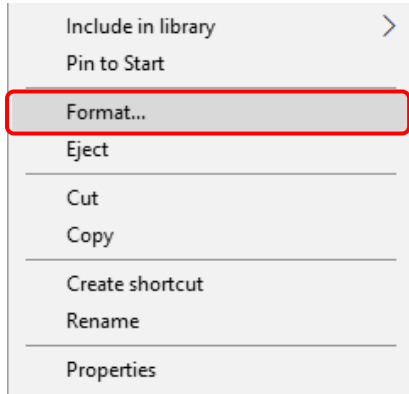 Include in library
Pin to Start
Format...
Eject
Cut
Copy
Create shortcut
Rename
Properties